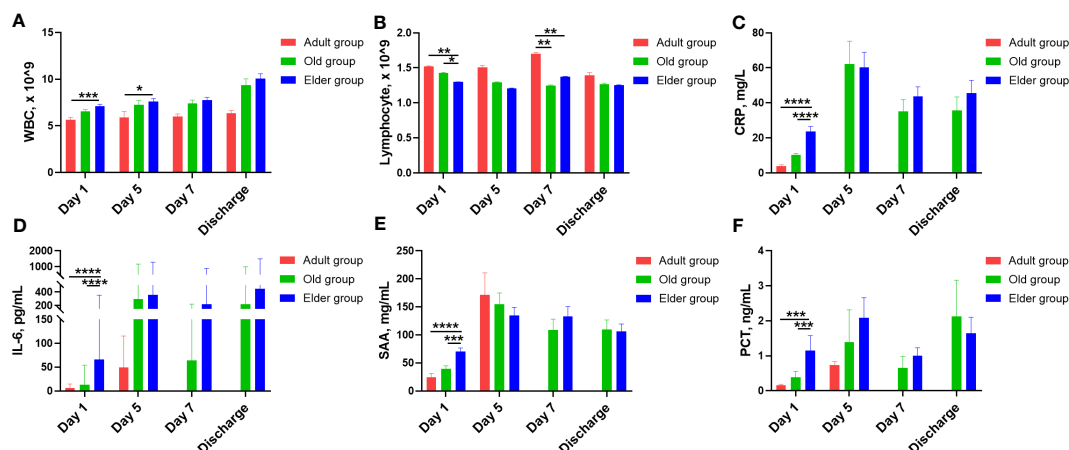 A
WBC, x 10^9
15
10
5
0
***
*
Day 1
Day 5
Day 7
Discharge
Adult group
Old group
Elder group
B
Lymphocyte, x 10^9
2.0
1.5
1.0
0.5
0.0
**
*
**
**
Day 1
Day 5
Day 7
Discharge
Adult group
Old group
Elder group
C
CRP, mg/L
80
60
40
20
0
****
****
Day 1
Day 5
Day 7
Discharge
Adult group
Old group
Elder group
D
IL-6, pg/mL
2000
1000
400
200
150
100
50
0
****
****
Day 1
Day 5
Day 7
Discharge
Adult group
Old group
Elder group
E
SAA, mg/mL
250
200
150
100
50
0
****
***
Day 1
Day 5
Day 7
Discharge
Adult group
Old group
Elder group
F
PCT, ng/mL
4
3
2
1
0
***
***
Day 1
Day 5
Day 7
Discharge
Adult group
Old group
Elder group